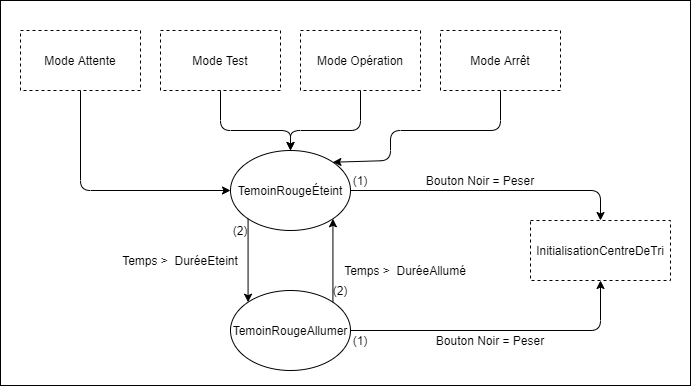 Mode Attente
Mode Test
Mode Opération
Mode Arrêt
TemoinRougeÉteint
(1)
Bouton Noir = Peser
(2)
InitialisationCentreDeTri
Temps > DuréeEteint
Temps > DuréeAllumé
(2)
TemoinRougeAllumer
(1)
Bouton Noir = Peser